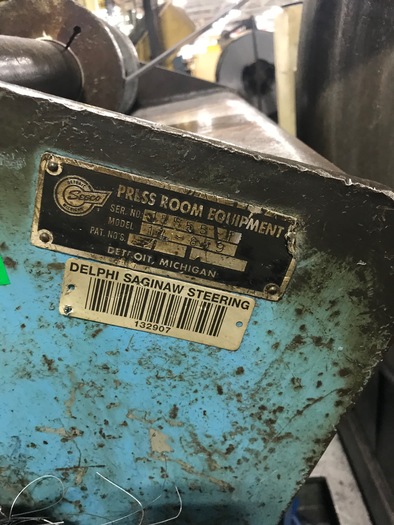 PRESS ROOM EQUIPMENT
SER. NO.
MODEL
PAT. NO'S.
DETROIT, MICHIGAN
DELPHI SAGINAW STEERING
132907